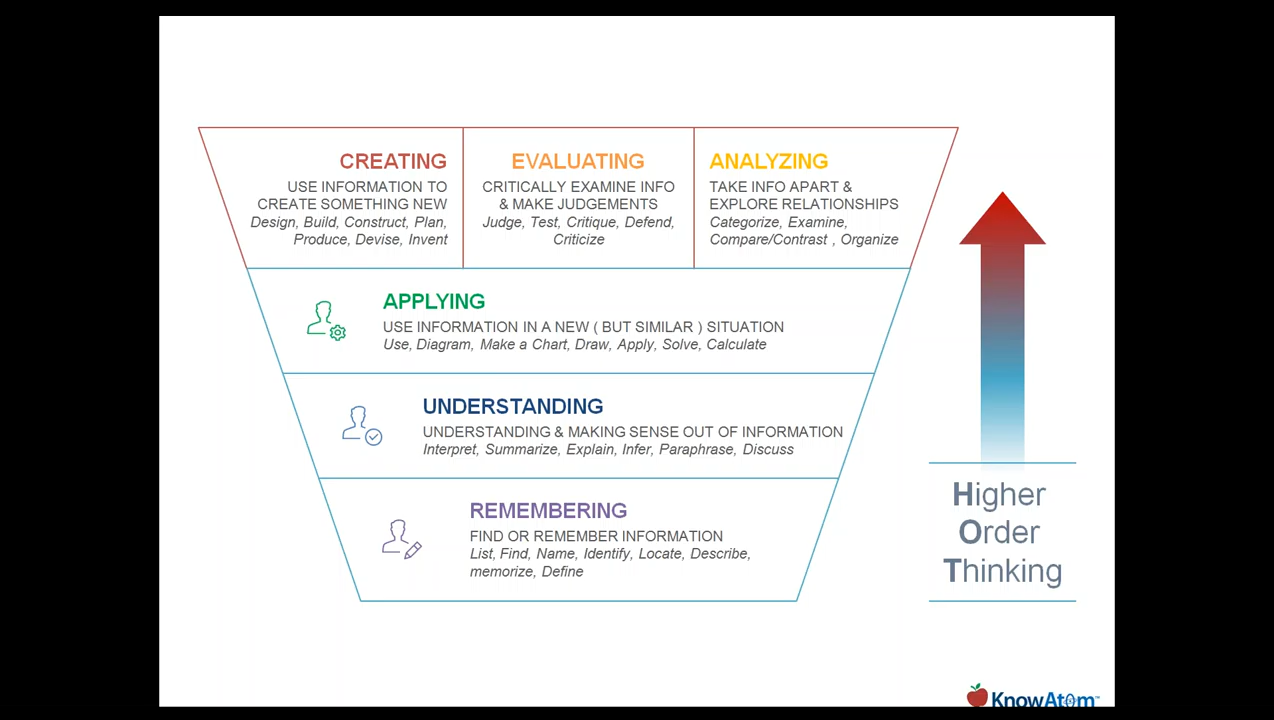 CREATING
USE INFORMATION TO
CREATE SOMETHING NEW
Design, Build, Construct, Plan,
Produce, Devise, Invent
EVALUATING
CRITICALLY EXAMINE INFO
& MAKE JUDGEMENTS
Judge, Test, Critique, Defend,
Criticize
ANALYZING
TAKE INFO APART &
EXPLORE RELATIONSHIPS
Categorize, Examine,
Compare/Contrast , Organize
APPLYING
USE INFORMATION IN A NEW ( BUT SIMILAR ) SITUATION
Use, Diagram, Make a Chart, Draw, Apply, Solve, Calculate
UNDERSTANDING
UNDERSTANDING & MAKING SENSE OUT OF INFORMATION
Interpret, Summarize, Explain, Infer, Paraphrase, Discuss
REMEMBERING
FIND OR REMEMBER INFORMATION
List, Find, Name, Identify, Locate, Describe,
memorize, Define
Higher
Order
Thinking
KnowAtom™